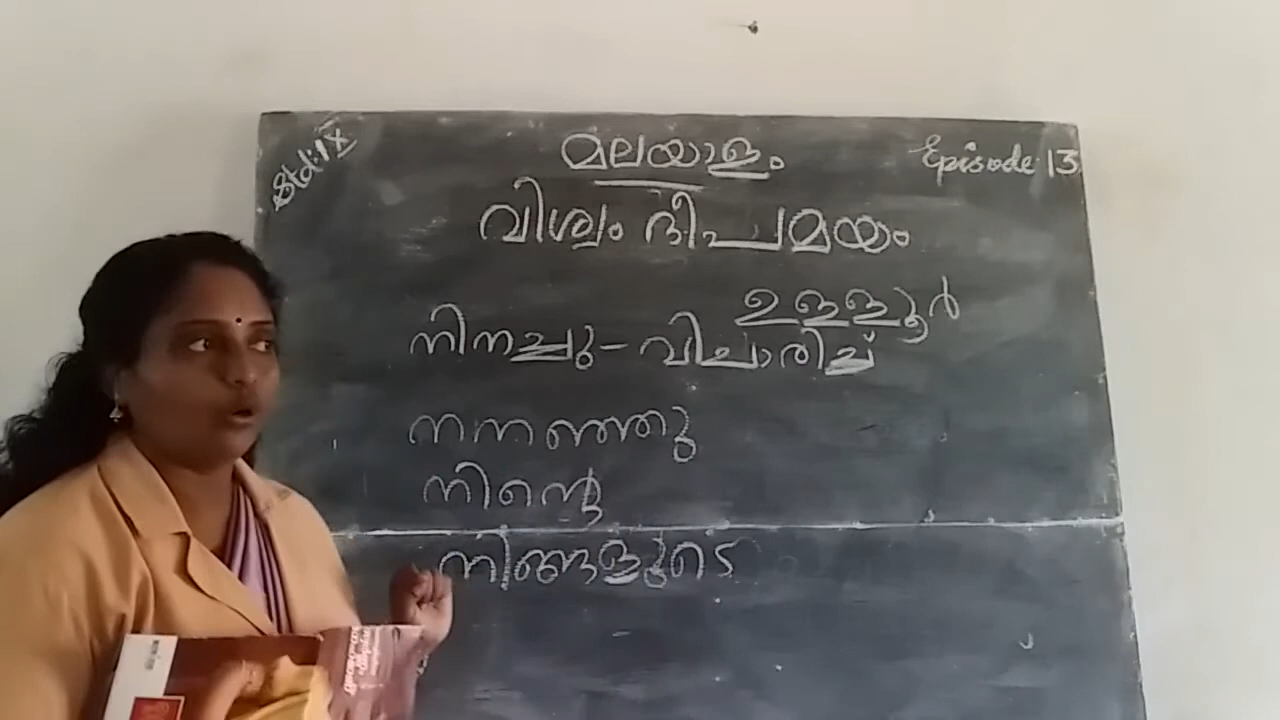 Std: IX
മലയാളം
Episode: 13
വിശ്വം ദീപമയം
ഉള്ളൂർ
നിനച്ചു - വിചാരിച്ച്
നനഞ്ഞു
നിന്റെ
നിങ്ങളുടെ